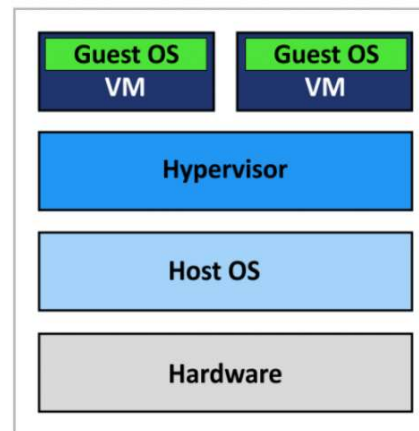 Guest OS
VM
Guest OS
VM
Hypervisor
Host OS
Hardware